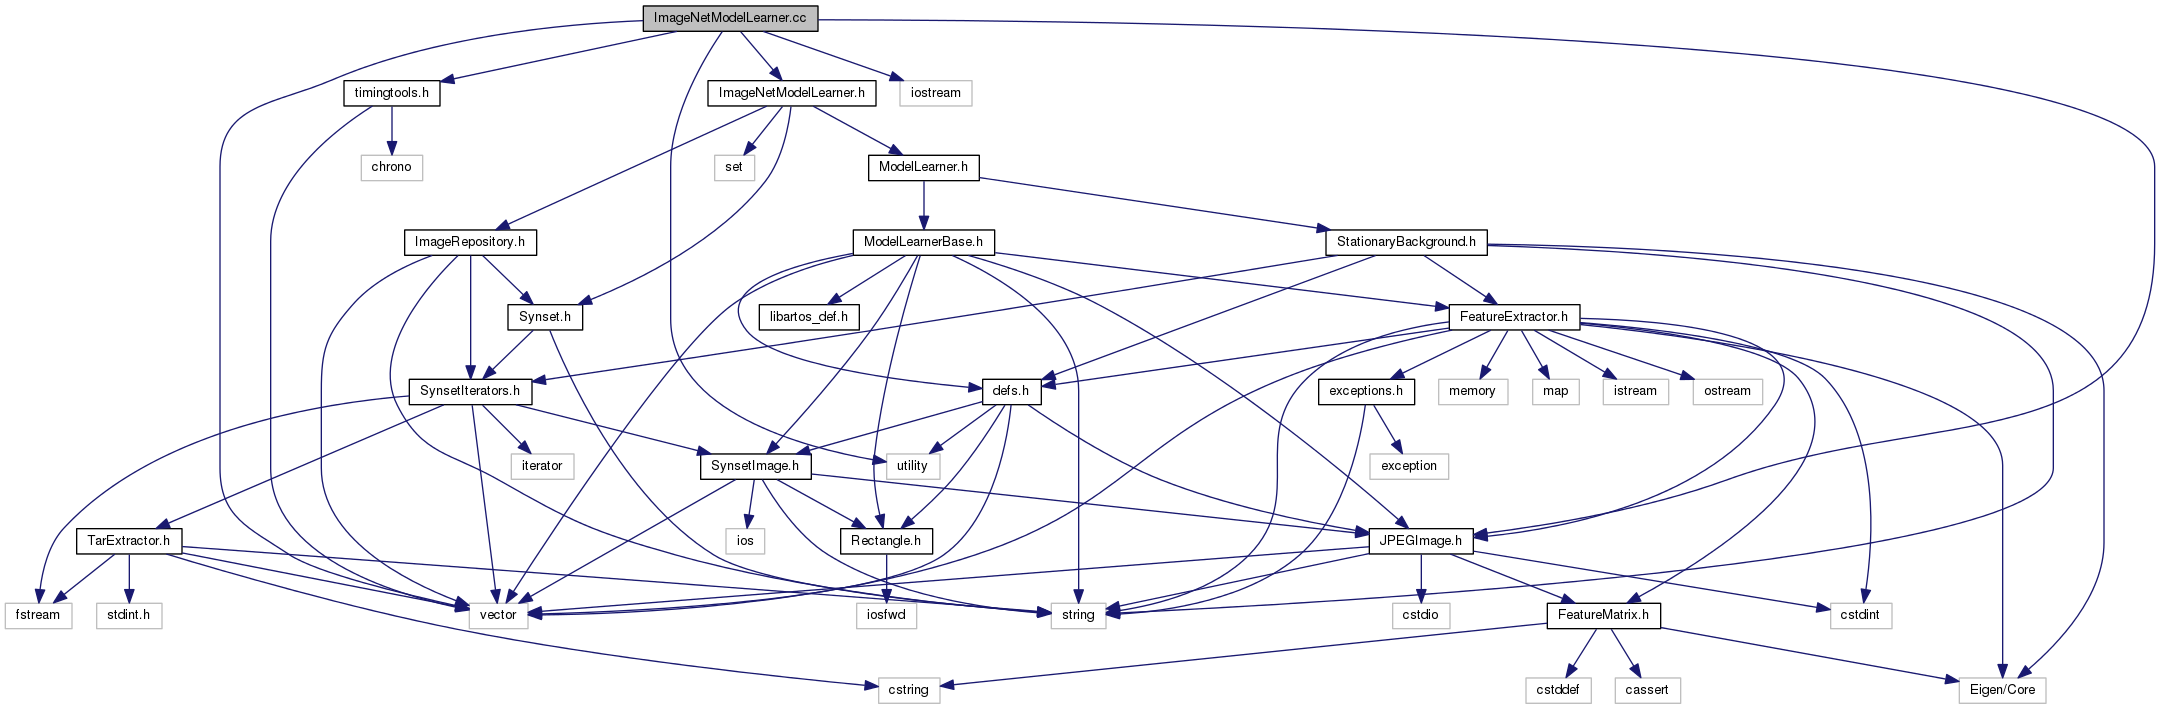 ImageNetModelLearner.cc
timingtools.h
ImageNetModelLearner.h
iostream
chrono
set
ModelLearner.h
ImageRepository.h
ModelLearnerBase.h
StationaryBackground.h
Synset.h
libartos_def.h
FeatureExtractor.h
SynsetIterators.h
defs.h
exceptions.h
memory
map
istream
ostream
iterator
SynsetImage.h
utility
exception
TarExtractor.h
ios
Rectangle.h
JPEGImage.h
fstream
stdint.h
vector
iosfwd
string
cstdio
FeatureMatrix.h
cstdint
cstring
cstddef
cassert
Eigen/Core